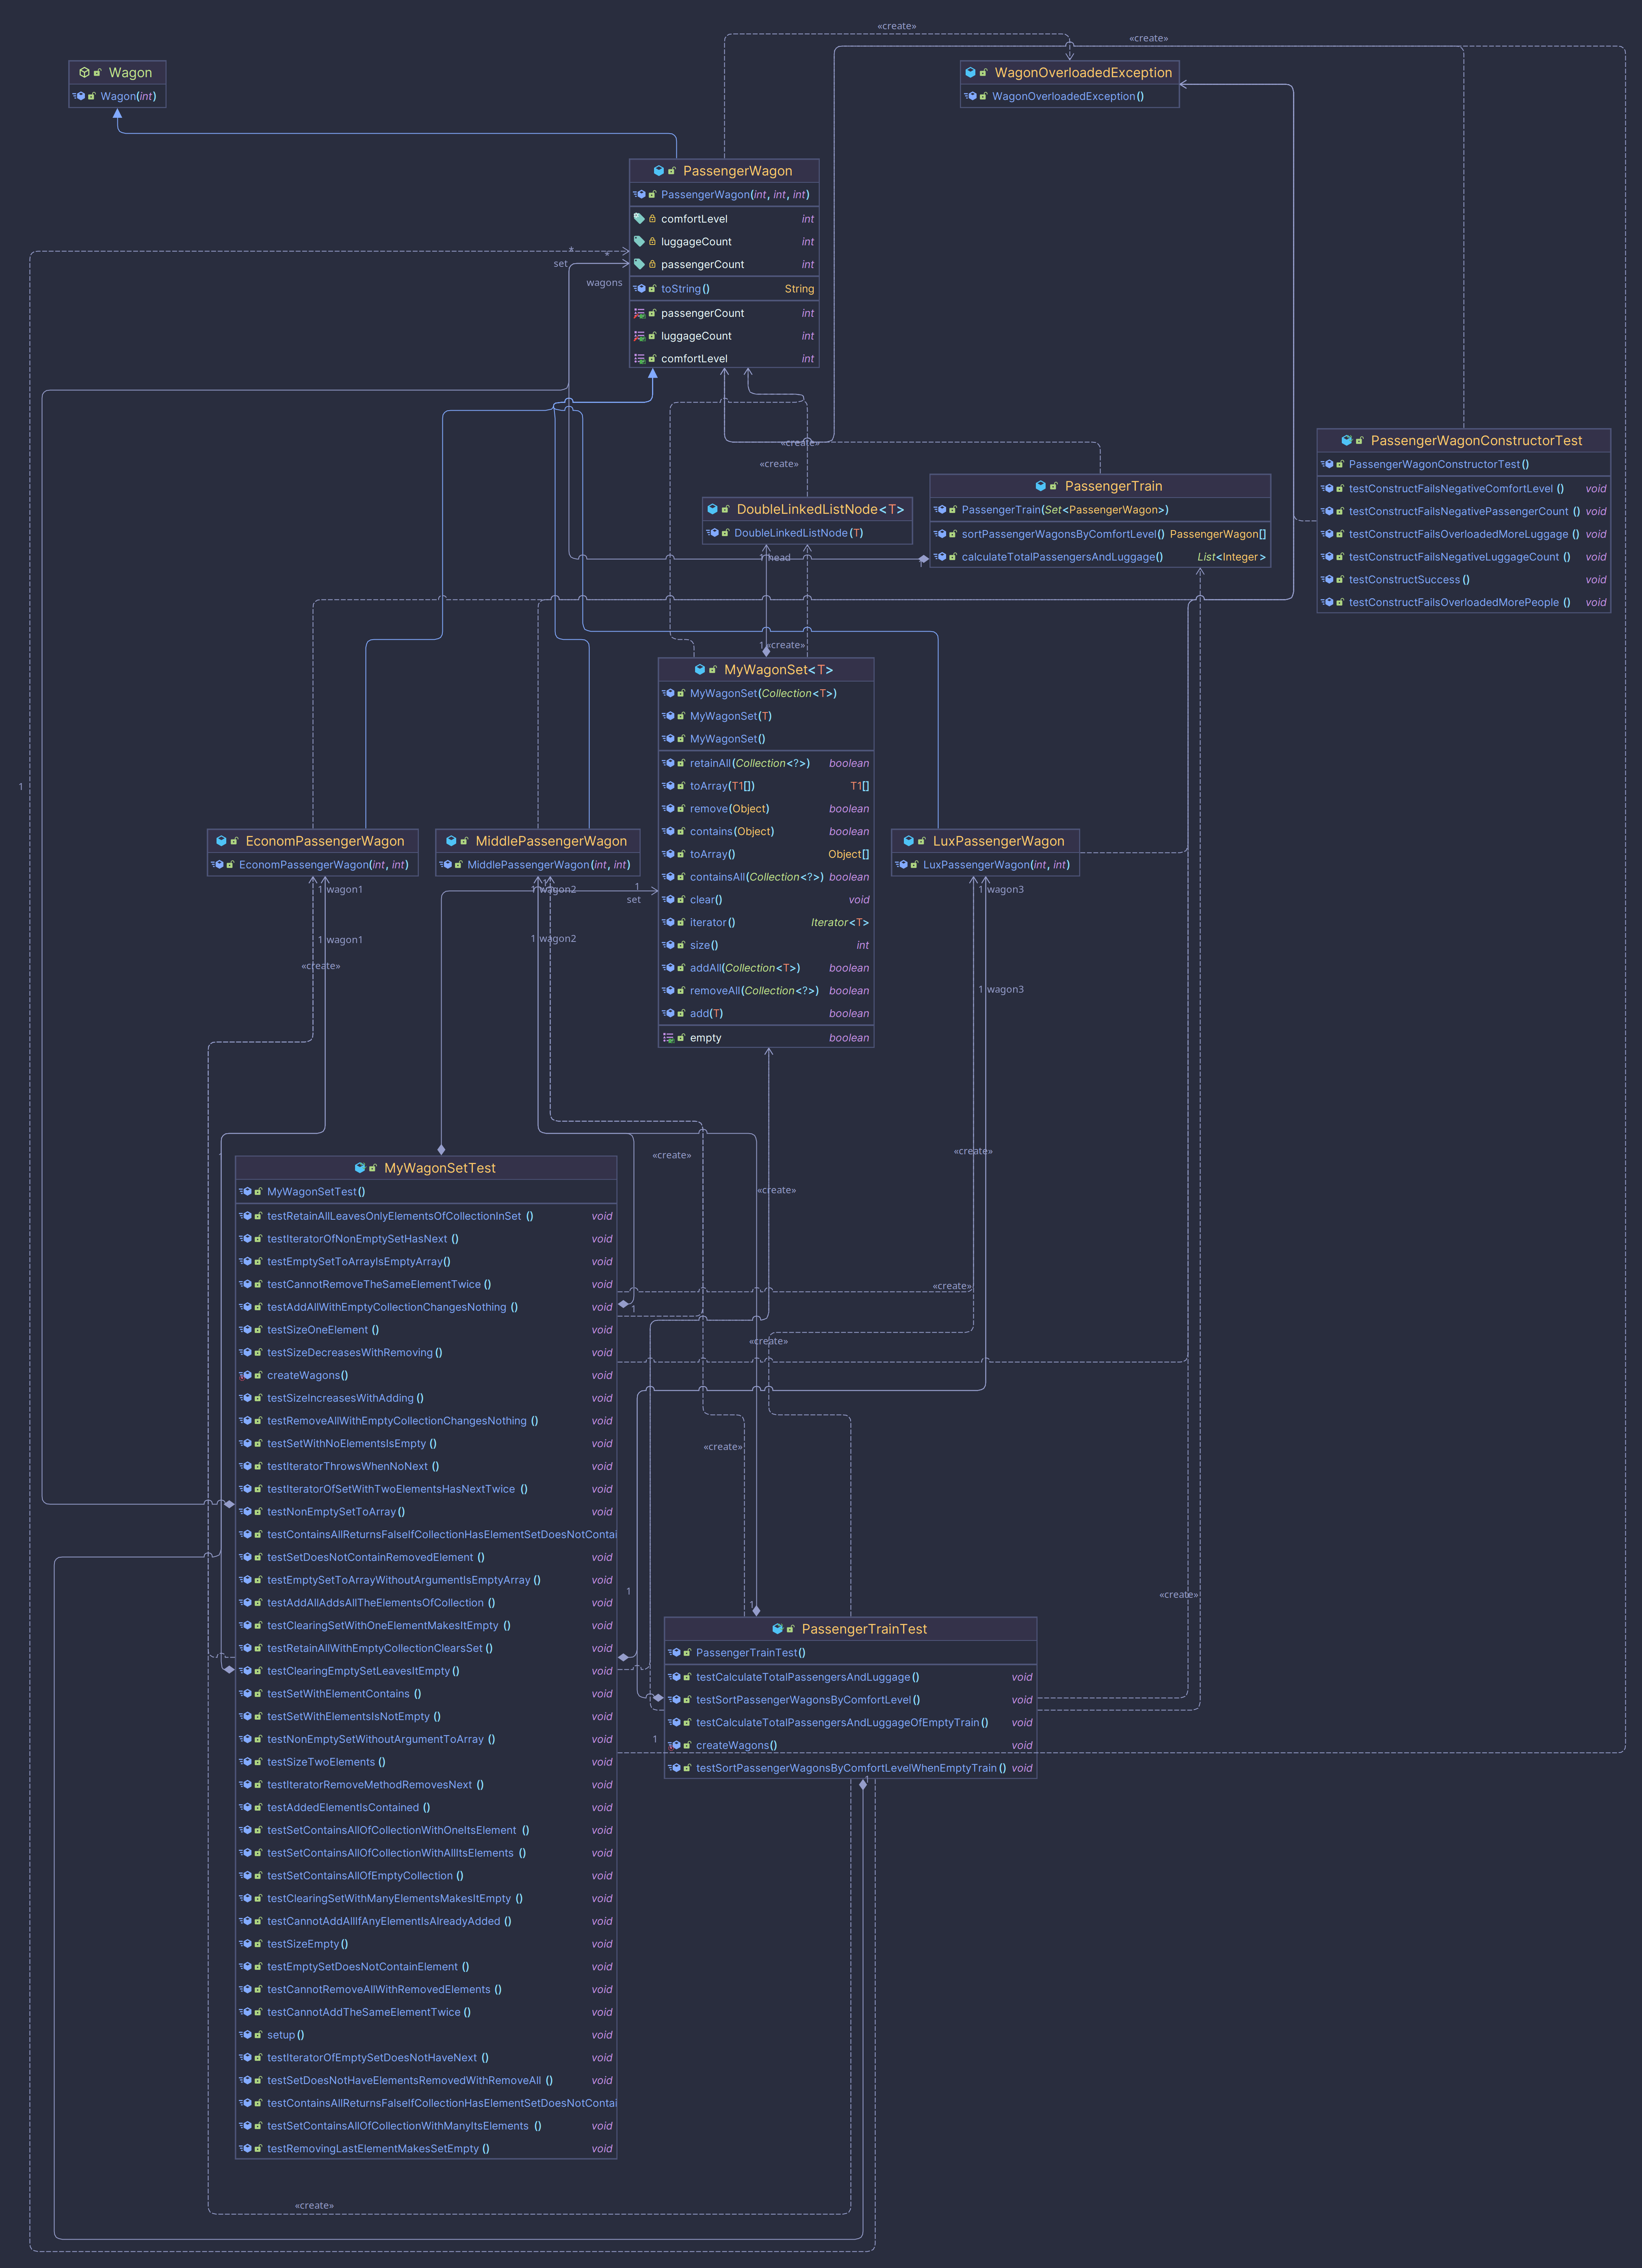 «create»
«create»
Wagon
Wagon(int)
WagonOverloadedException
WagonOverloadedException()
PassengerWagon
PassengerWagon(int, int, int)
comfortLevel int
luggageCount int
passengerCount int
toString() String
passengerCount int
luggageCount int
comfortLevel int
*
*
set
wagons
«create»
«create»
PassengerWagonConstructorTest
PassengerWagonConstructorTest()
testConstructFailsNegativeComfortLevel () void
testConstructFailsNegativePassengerCount () void
testConstructFailsOverloadedMoreLuggage () void
testConstructFailsNegativeLuggageCount () void
testConstructSuccess () void
testConstructFailsOverloadedMorePeople () void
PassengerTrain
PassengerTrain(Set<PassengerWagon>)
sortPassengerWagonsByComfortLevel() PassengerWagon[]
calculateTotalPassengersAndLuggage() List<Integer>
1
DoubleLinkedListNode<T>
DoubleLinkedListNode(T)
1 head
1
«create»
MyWagonSet<T>
MyWagonSet(Collection<T>)
MyWagonSet(T)
MyWagonSet()
retainAll(Collection<?>) boolean
toArray(T1[]) T1[]
remove(Object) boolean
contains(Object) boolean
toArray() Object[]
containsAll(Collection<?>) boolean
clear() void
iterator() Iterator<T>
size() int
addAll(Collection<T>) boolean
removeAll(Collection<?>) boolean
add(T) boolean
empty boolean
1
EconomPassengerWagon
EconomPassengerWagon(int, int)
MiddlePassengerWagon
MiddlePassengerWagon(int, int)
LuxPassengerWagon
LuxPassengerWagon(int, int)
1 wagon1
1 wagon2
1
set
1 wagon3
1 wagon1
1 wagon2
«create»
1 wagon3
«create»
«create»
«create»
«create»
«create»
«create»
«create»
MyWagonSetTest
MyWagonSetTest()
testRetainAllLeavesOnlyElementsOfCollectionInSet () void
testIteratorOfNonEmptySetHasNext () void
testEmptySetToArrayIsEmptyArray() void
testCannotRemoveTheSameElementTwice () void
testAddAllWithEmptyCollectionChangesNothing () void
testSizeOneElement () void
testSizeDecreasesWithRemoving() void
createWagons() void
testSizeIncreasesWithAdding () void
testRemoveAllWithEmptyCollectionChangesNothing () void
testSetWithNoElementsIsEmpty () void
testIteratorThrowsWhenNoNext () void
testIteratorOfSetWithTwoElementsHasNextTwice () void
testNonEmptySetToArray() void
testContainsAllReturnsFalseIfCollectionHasElementSetDoesNotContai
testSetDoesNotContainRemovedElement () void
testEmptySetToArrayWithoutArgumentIsEmptyArray() void
testAddAllAddsAllTheElementsOfCollection () void
testClearingSetWithOneElementMakesItEmpty () void
testRetainAllWithEmptyCollectionClearsSet() void
testClearingEmptySetLeavesItEmpty() void
testSetWithElementContains () void
testSetWithElementsIsNotEmpty () void
testNonEmptySetWithoutArgumentToArray () void
testSizeTwoElements () void
testIteratorRemoveMethodRemovesNext () void
testAddedElementIsContained () void
testSetContainsAllOfCollectionWithOneItsElement () void
testSetContainsAllOfCollectionWithAllItsElements () void
testSetContainsAllOfEmptyCollection () void
testClearingSetWithManyElementsMakesItEmpty () void
testCannotAddAllIfAnyElementIsAlreadyAdded () void
testSizeEmpty () void
testEmptySetDoesNotContainElement () void
testCannotRemoveAllWithRemovedElements () void
testCannotAddTheSameElementTwice () void
setup() void
testIteratorOfEmptySetDoesNotHaveNext () void
testSetDoesNotHaveElementsRemovedWithRemoveAll () void
testContainsAllReturnsFalseIfCollectionHasElementSetDoesNotContai
testSetContainsAllOfCollectionWithManyItsElements () void
testRemovingLastElementMakesSetEmpty () void
1
1
1
1
PassengerTrainTest
PassengerTrainTest()
testCalculateTotalPassengersAndLuggage() void
testSortPassengerWagonsByComfortLevel() void
testCalculateTotalPassengersAndLuggageOfEmptyTrain() void
createWagons() void
testSortPassengerWagonsByComfortLevelWhenEmptyTrain() void
1
«create»